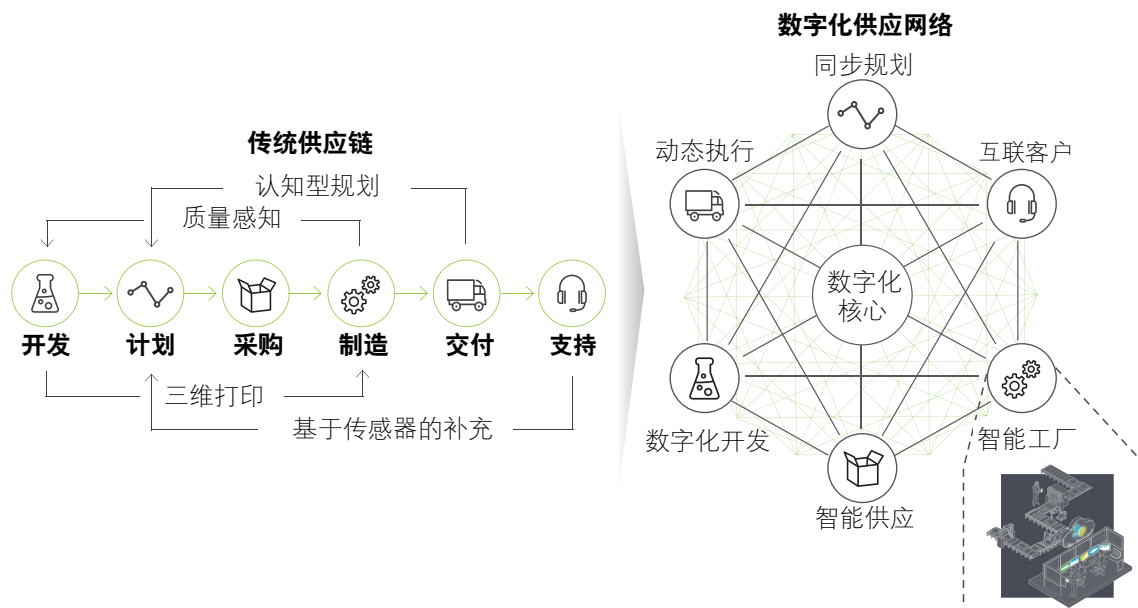 传统供应链
认知型规划
质量感知
开发
计划
采购
制造
交付
支持
三维打印
基于传感器的补充
数字化供应网络
同步规划
动态执行
互联客户
数字化
核心
数字化开发
智能工厂
智能供应